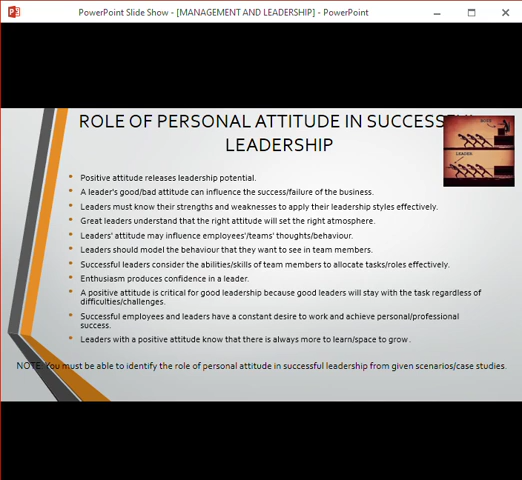 PowerPoint Slide Show - [MANAGEMENT AND LEADERSHIP] - PowerPoint
ROLE OF PERSONAL ATTITUDE IN SUCCESSFUL
LEADERSHIP
LEADER
• Positive attitude releases leadership potential.
• A leader's good/bad attitude can influence the success/failure of the business.
• Leaders must know their strengths and weaknesses to apply their leadership styles effectively.
• Great leaders understand that the right attitude will set the right atmosphere.
• Leaders' attitude may influence employees'/teams' thoughts/behaviour.
• Leaders should model the behaviour that they want to see in team members.
• Successful leaders consider the abilities/skills of team members to allocate tasks/roles effectively.
• Enthusiasm produces confidence in a leader.
• A positive attitude is critical for good leadership because good leaders will stay with the task regardless of
difficulties/challenges.
• Successful employees and leaders have a constant desire to work and achieve personal/professional
success.
• Leaders with a positive attitude know that there is always more to learn/space to grow.
NOTE: You must be able to identify the role of personal attitude in successful leadership from given scenarios/case studies.